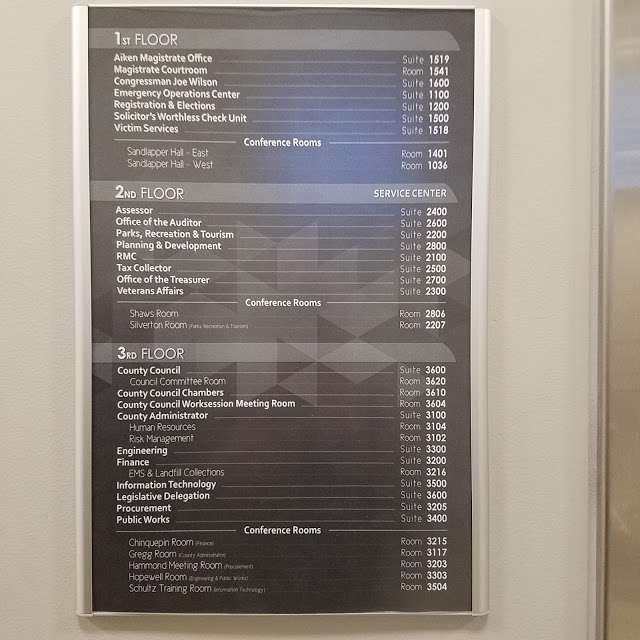 1ST FLOOR
Aiken Magistrate Office Suite 1519
Magistrate Courtroom Room 1541
Congressman Joe Wilson Suite 1600
Emergency Operations Center Suite 1100
Registration & Elections Suite 1200
Solicitor's Worthless Check Unit Suite 1500
Victim Services Suite 1518
Conference Rooms
Sandlapper Hall - East Room 1401
Sandlapper Hall - West Room 1036
2ND FLOOR SERVICE CENTER
Assessor Suite 2400
Office of the Auditor Suite 2600
Parks, Recreation & Tourism Suite 2200
Planning & Development Suite 2800
RMC Suite 2100
Tax Collector Suite 2500
Office of the Treasurer Suite 2700
Veterans Affairs Suite 2300
Conference Rooms
Shaws Room Room 2806
Silverton Room (Parks, Recreation & Tourism) Room 2207
3RD FLOOR
County Council Suite 3600
Council Committee Room Room 3620
County Council Chambers Room 3610
County Council Worksession Meeting Room Room 3604
County Administrator Suite 3100
Human Resources Room 3104
Risk Management Room 3102
Engineering Suite 3300
Finance Suite 3200
EMS & Landfill Collections Room 3216
Information Technology Suite 3500
Legislative Delegation Suite 3600
Procurement Suite 3205
Public Works Suite 3400
Conference Rooms
Chinquepin Room (Finance) Room 3215
Gregg Room (County Administrator) Room 3117
Hammond Meeting Room (Procurement) Room 3203
Hopewell Room (Engineering & Public Works) Room 3303
Schultz Training Room (Information Technology) Room 3504